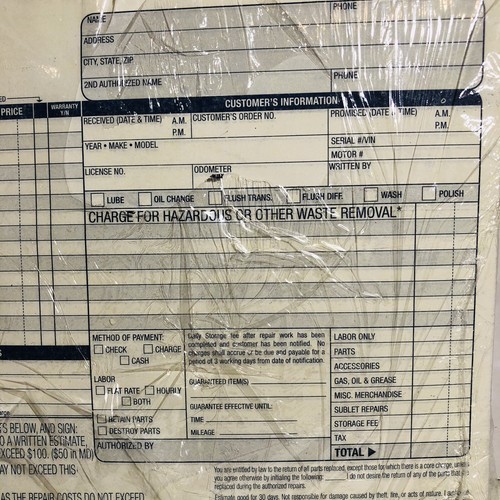 NAME
PHONE
ADDRESS
CITY, STATE, ZIP
2ND AUTHORIZED NAME
PHONE
PRICE
WARRANTY
Y/N
CUSTOMER'S INFORMATION
RECEIVED (DATE & TIME)
A.M.
P.M.
CUSTOMER'S ORDER NO.
PROMISED (DATE & TIME)
A.M.
P.M.
YEAR • MAKE • MODEL
SERIAL #/VIN
MOTOR #
LICENSE NO.
ODOMETER
WRITTEN BY
LUBE
OIL CHANGE
FLUSH TRANS.
FLUSH DIFF.
WASH
POLISH
CHARGE FOR HAZARDOUS OR OTHER WASTE REMOVAL*
METHOD OF PAYMENT:
CHECK
CHARGE
CASH
LABOR
FLAT RATE
HOURLY
BOTH
RETAIN PARTS
DESTROY PARTS
AUTHORIZED BY
Daily Storage fee after repair work has been
completed and customer has been notified. No
charges shall accrue or be due and payable for a
period of 3 working days from date of notification.
GUARANTEED ITEM(S)
GUARANTEE EFFECTIVE UNTIL:
TIME
MILEAGE
LABOR ONLY
PARTS
ACCESSORIES
GAS, OIL & GREASE
MISC. MERCHANDISE
SUBLET REPAIRS
STORAGE FEE
TAX
TOTAL
S BELOW, AND SIGN:
O A WRITTEN ESTIMATE,
EXCEED $100. ($50 in MD)
AY NOT EXCEED THIS
AS THE REPAIR COSTS DO NOT EXCEED
You are entitled by law to the return of all parts replaced, except those for which there is a core charge, unless
you agree otherwise by initialing the following: I do not desire the return of any of the parts that are
replaced during the authorized repairs.
Estimate good for 30 days. Not responsible for damage caused by theft, fire, acts of nature. I